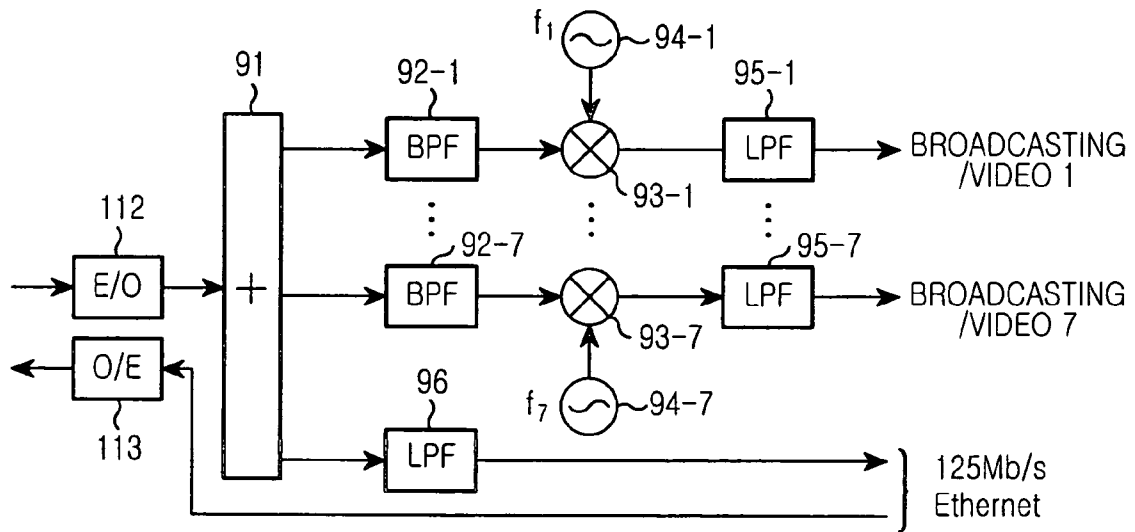 f1
94-1
91
92-1
95-1
BPF
LPF
BROADCASTING
/VIDEO 1
93-1
112
92-7
95-7
E/O
+
BPF
LPF
BROADCASTING
/VIDEO 7
93-7
O/E
96
f7
94-7
113
LPF
125Mb/s
Ethernet